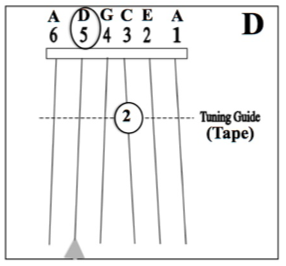 A D G C E A D
6 5 4 3 2 1
2 Tuning Guide
(Tape)